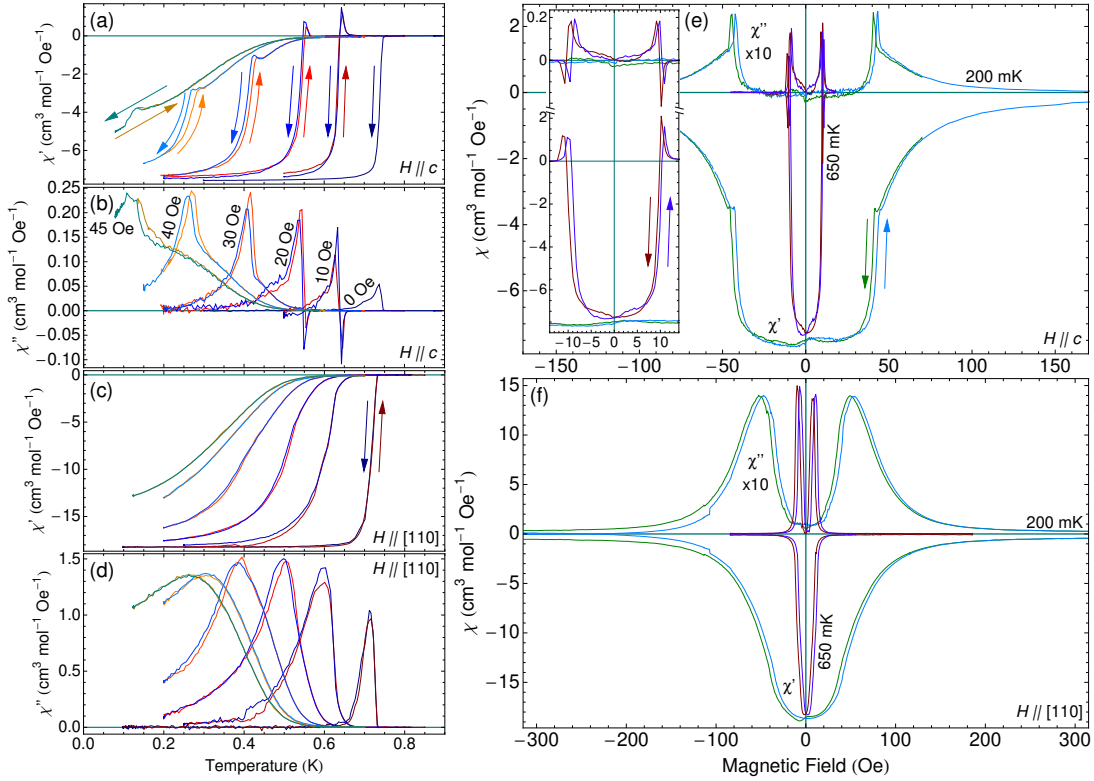 (a)
0
−2
−4
−6
χ′ (cm³ mol⁻¹ Oe⁻¹)
H // c
(b)
0.25
0.20
0.15
0.10
0.05
0.00
−0.05
−0.10
χ″ (cm³ mol⁻¹ Oe⁻¹)
45 Oe
40 Oe
30 Oe
20 Oe
10 Oe
0 Oe
H // c
(c)
0
−5
−10
−15
χ′ (cm³ mol⁻¹ Oe⁻¹)
H // [110]
(d)
H // [110]
1.5
1.0
0.5
0.0
χ″ (cm³ mol⁻¹ Oe⁻¹)
0.0 0.2 0.4 0.6 0.8
Temperature (K)
(e)
2
0
−2
−4
−6
χ (cm³ mol⁻¹ Oe⁻¹)
χ''
x10
200 mK
650 mK
χ'
H // c
−150 −100 −50 0 50 100 150
0.2
0
1
0
−2
−4
−6
−10 −5 0 5 10
(f)
15
10
5
0
−5
−10
−15
χ (cm³ mol⁻¹ Oe⁻¹)
χ''
x10
200 mK
650 mK
χ'
H // [110]
−300 −200 −100 0 100 200 300
Magnetic Field (Oe)